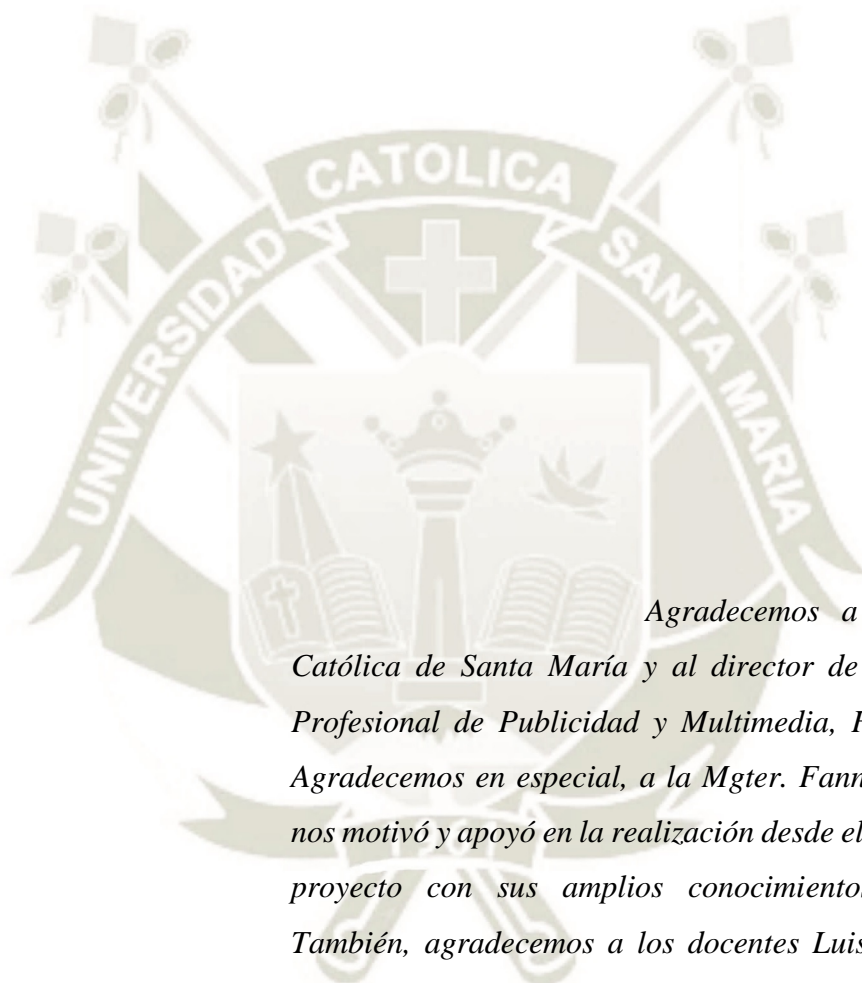 CATOLICA
UNIVERSIDAD
SANTA MARIA
Agradecemos a
Católica de Santa María y al director de
Profesional de Publicidad y Multimedia,
Agradecemos en especial, a la Mgter.
nos motivó y apoyó en la realización desde el
proyecto con sus amplios
También, agradecemos a los docentes Luis